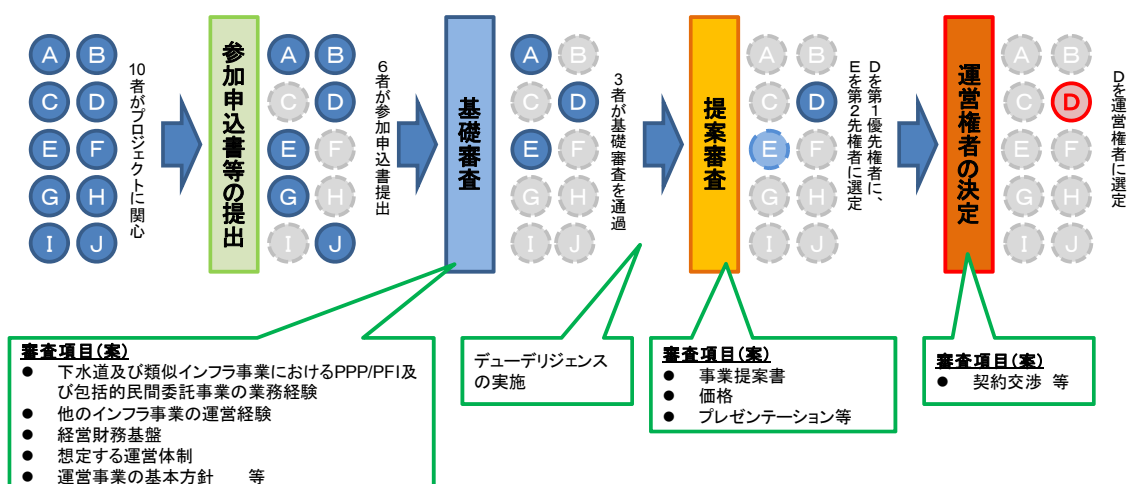 A B
C D
E F
G H
I J
10者がプロジェクトに関心
参加申込書等の提出
A B
C D
E F
G H
I J
6者が参加申込書提出
基礎審査
A B
C D
E F
G H
I J
3者が基礎審査を通過
提案審査
A B
C D
E F
G H
I J
Dを第1優先権者に、
Eを第2先権者に選定
運営権者の決定
A B
C D
E F
G H
I J
Dを運営権者に選定
審査項目(案)
● 下水道及び類似インフラ事業におけるPPP/PFI及
び包括的民間委託事業の業務経験
● 他のインフラ事業の運営経験
● 経営財務基盤
● 想定する運営体制
● 運営事業の基本方針 等
デューデリジェンス
の実施
審査項目(案)
● 事業提案書
● 価格
● プレゼンテーション等
審査項目(案)
● 契約交渉 等